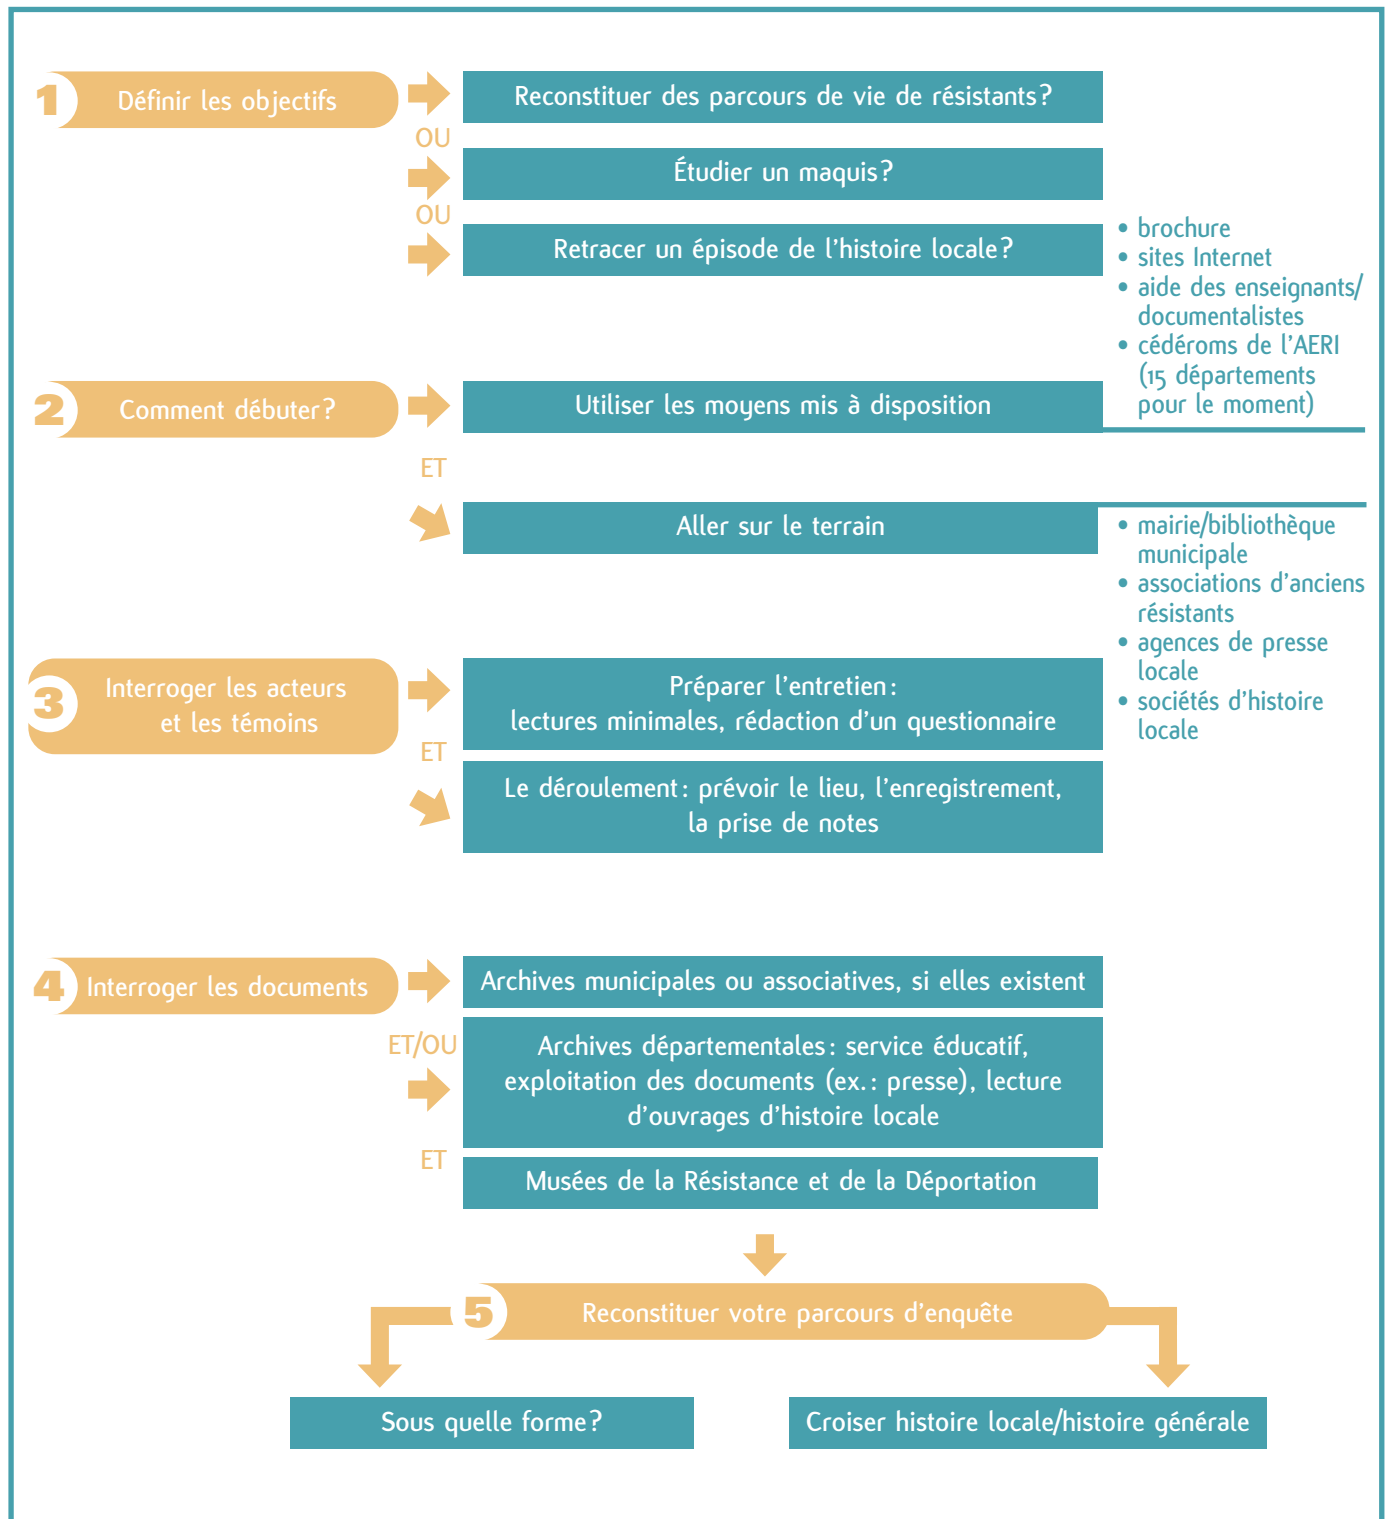 1 Définir les objectifs
Reconstituer des parcours de vie de résistants ?
OU
Étudier un maquis ?
OU
Retracer un épisode de l’histoire locale ?
2 Comment débuter ?
Utiliser les moyens mis à disposition
• brochure
• sites Internet
• aide des enseignants/
documentalistes
• cédéroms de l’AERI
(15 départements
pour le moment)
ET
Aller sur le terrain
• mairie/bibliothèque
municipale
• associations d’anciens
résistants
• agences de presse
locale
• sociétés d’histoire
locale
3 Interroger les acteurs
et les témoins
Préparer l’entretien :
lectures minimales, rédaction d’un questionnaire
ET
Le déroulement : prévoir le lieu, l’enregistrement,
la prise de notes
4 Interroger les documents
Archives municipales ou associatives, si elles existent
ET/OU
Archives départementales : service éducatif,
exploitation des documents (ex. : presse), lecture
d’ouvrages d’histoire locale
ET
Musées de la Résistance et de la Déportation
5 Reconstituer votre parcours d’enquête
Sous quelle forme ?
Croiser histoire locale/histoire générale